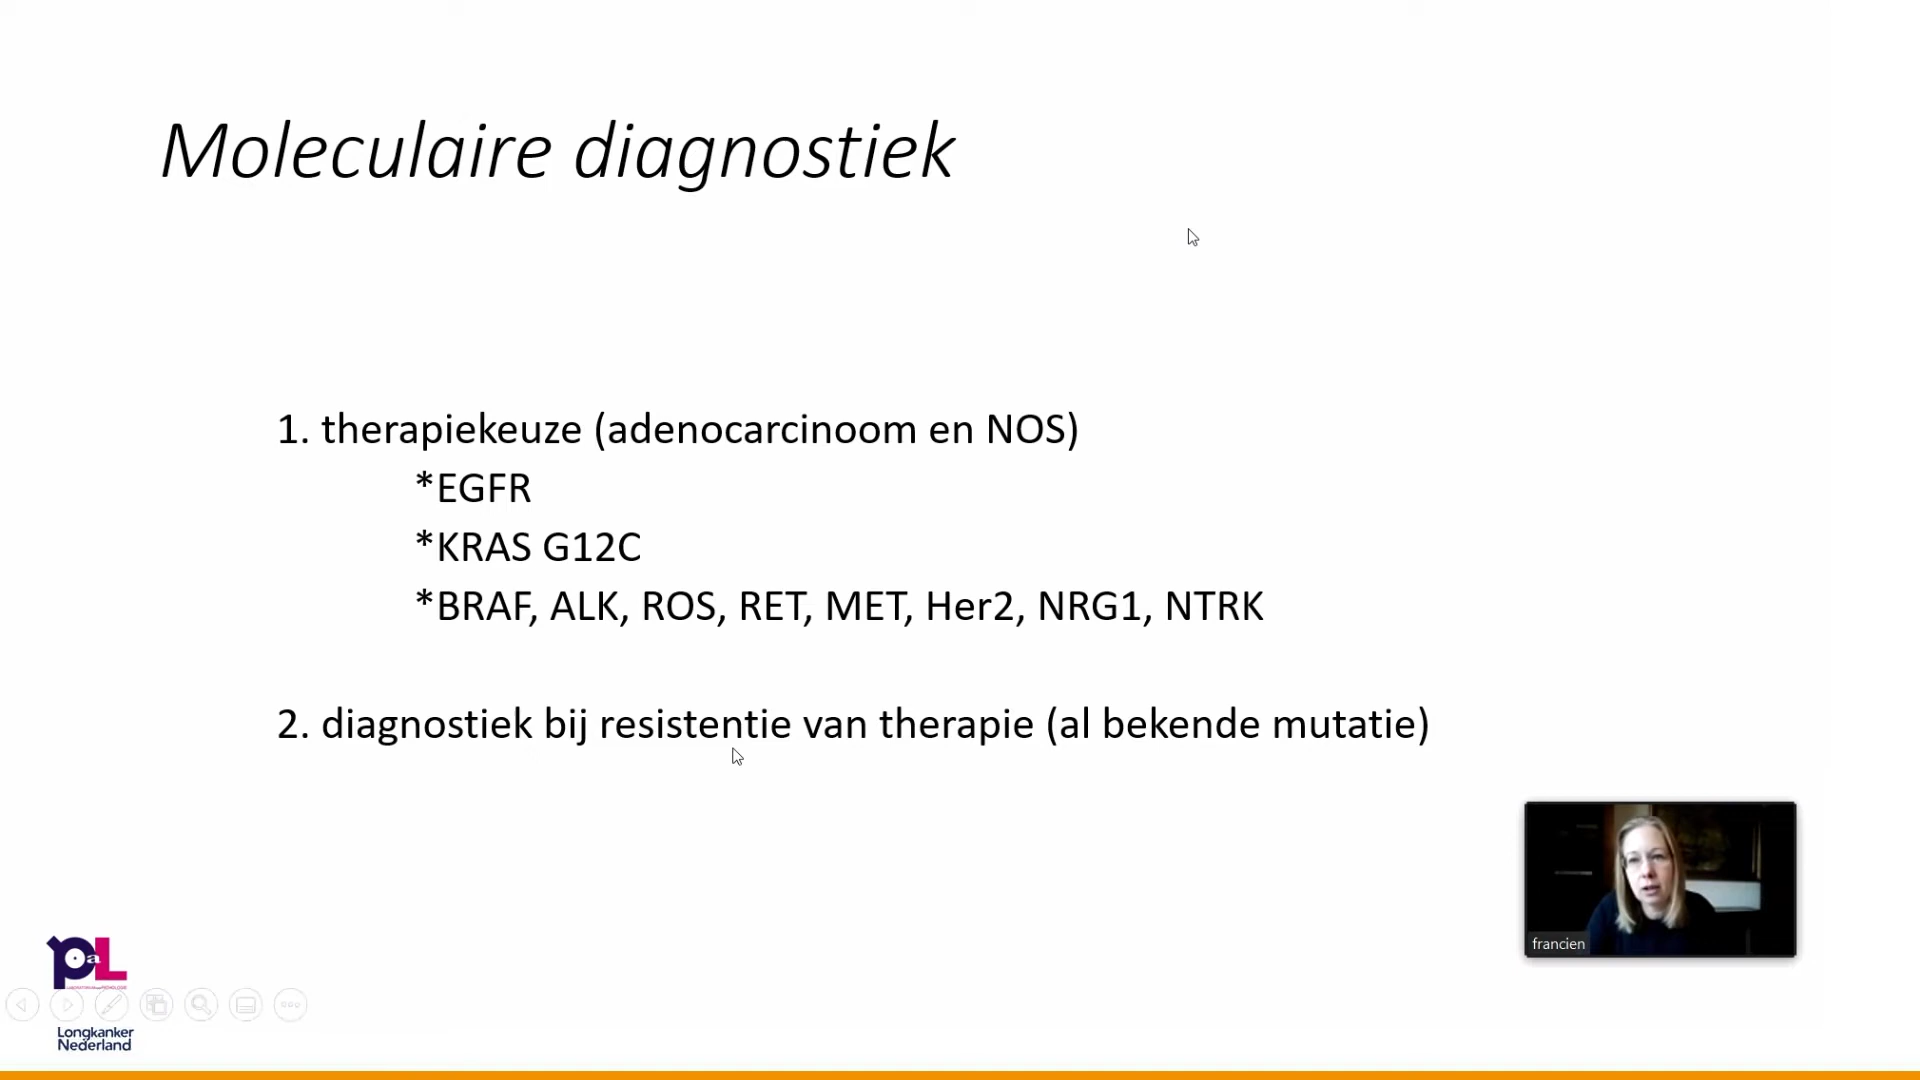 Moleculaire diagnostiek
1. therapiekeuze (adenocarcinoom en NOS)
*EGFR
*KRAS G12C
*BRAF, ALK, ROS, RET, MET, Her2, NRG1, NTRK
2. diagnostiek bij resistentie van therapie (al bekende mutatie)
francien
paL
Longkanker
Nederland